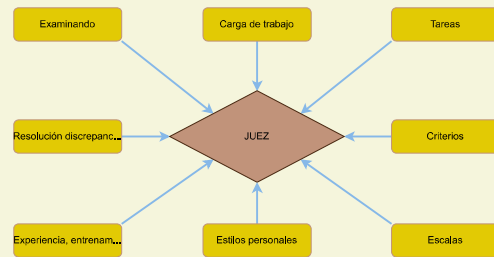 Examinando
Carga de trabajo
Tareas
Resolución discrepanc...
JUEZ
Criterios
Experiencia, entrenam...
Estilos personales
Escalas